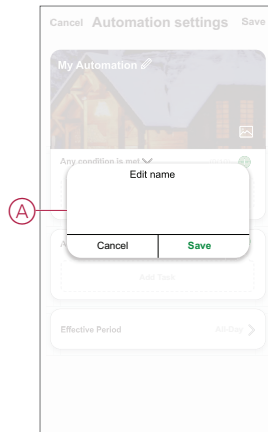 Cancel Automation settings Save
My Automation
Any condition is met
Edit name
A
Cancel Save
A
Add Task
Effective Period All-Day